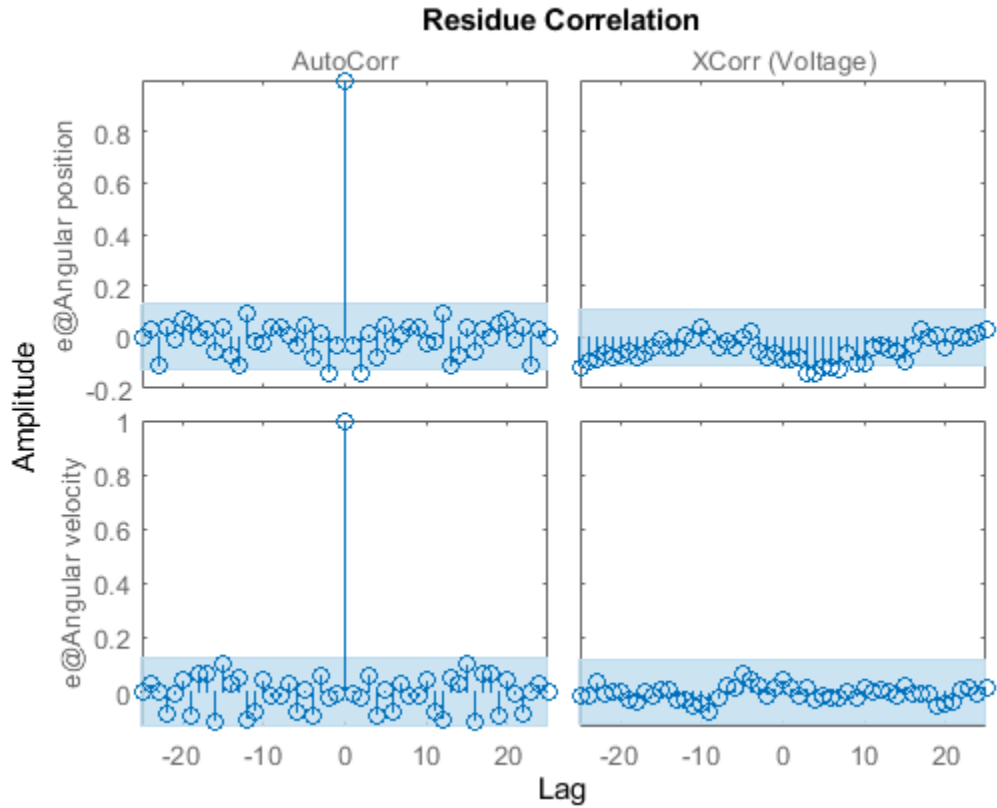 Residue Correlation
AutoCorr
XCorr (Voltage)
Amplitude
e@Angular position
0.8
0.6
0.4
0.2
0
-0.2
e@Angular velocity
1
0.8
0.6
0.4
0.2
0
-20 -10 0 10 20
-20 -10 0 10 20
Lag